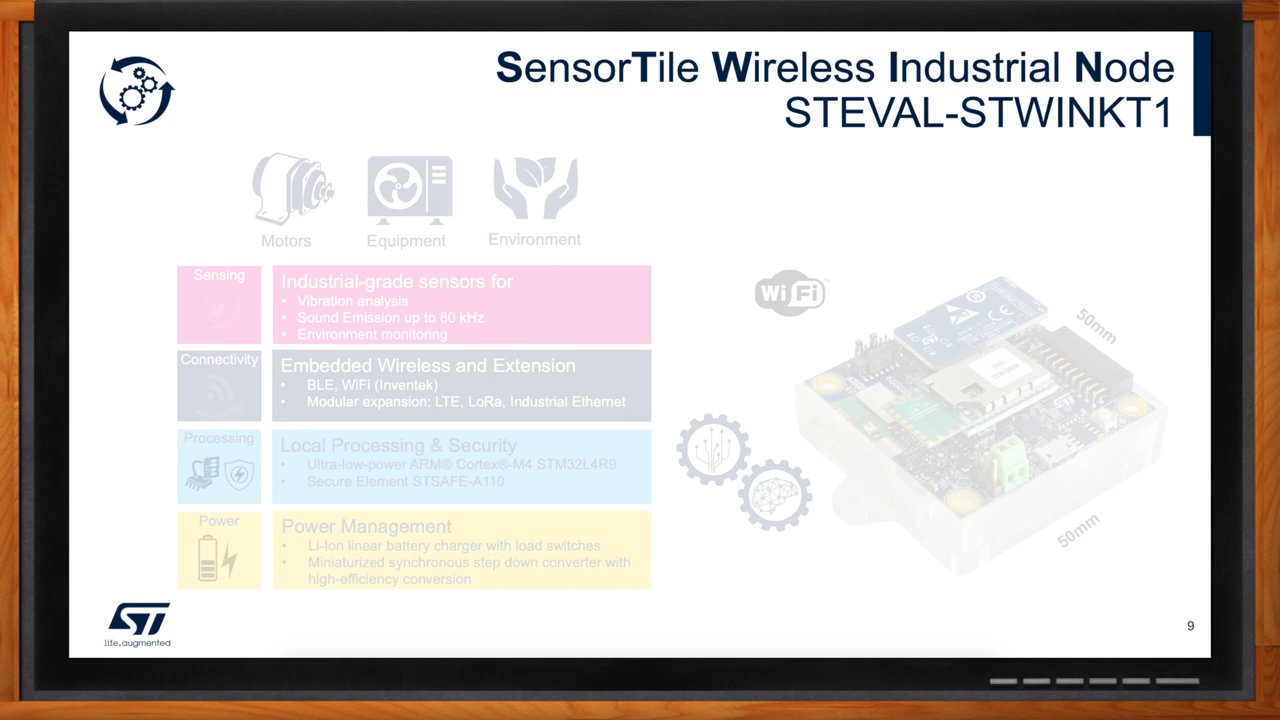 SensorTile Wireless Industrial Node
STEVAL-STWINKT1
Motors
Equipment
Environment
Sensing
Industrial-grade sensors for
• Vibration analysis
• Sound Emission up to 80 kHz
• Environment monitoring
Connectivity
Embedded Wireless and Extension
• BLE, WiFi (Inventek)
• Modular expansion: LTE, LoRa, Industrial Ethernet
Processing
Local Processing & Security
• Ultra-low-power ARM® Cortex®-M4 STM32L4R9
• Secure Element STSAFE-A110
Power
Power Management
• Li-Ion linear battery charger with load switches
• Miniaturized synchronous step down converter with
high-efficiency conversion
WiFi
50mm
50mm
ST
life.augmented
9